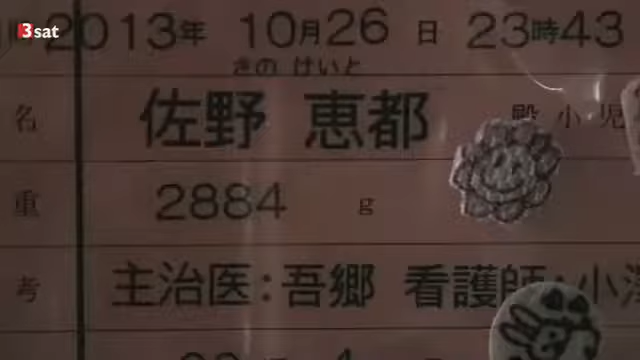 3sat
2013年 10月26日 23時43
さの けいと
名 佐野 恵都 殿 小児
重 2884 g
考 主治医：吾郷 看護師：小澤